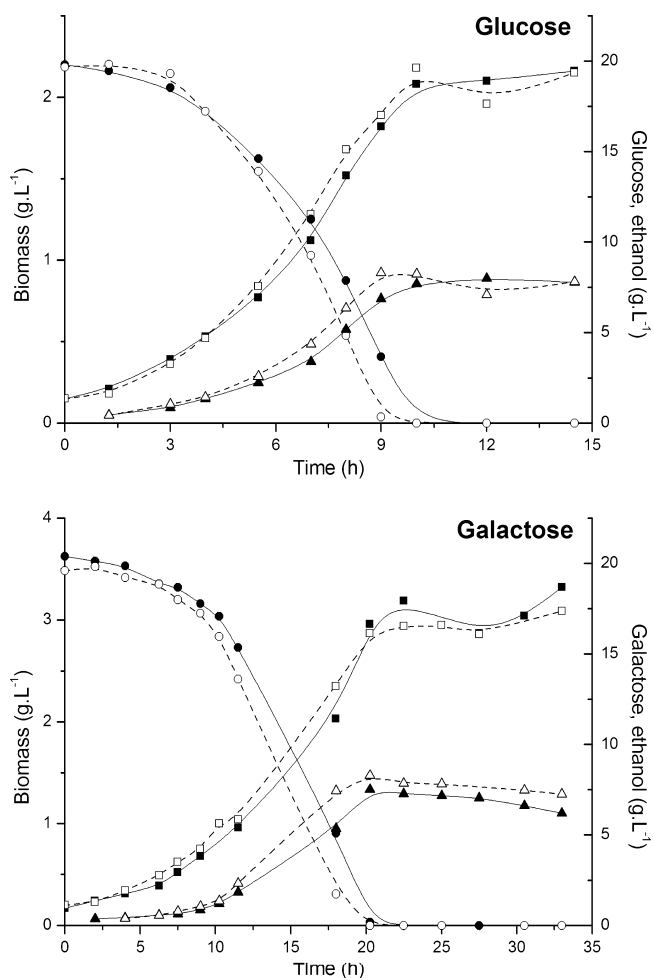 Glucose
2
1
0
Biomass (g.L-1)
20
15
10
5
0
Glucose, ethanol (g.L-1)
0 3 6 9 12 15
Time (h)
Galactose
4
3
2
1
0
Biomass (g.L-1)
20
15
10
5
0
Galactose, ethanol (g.L-1)
0 5 10 15 20 25 30 35
Time (h)